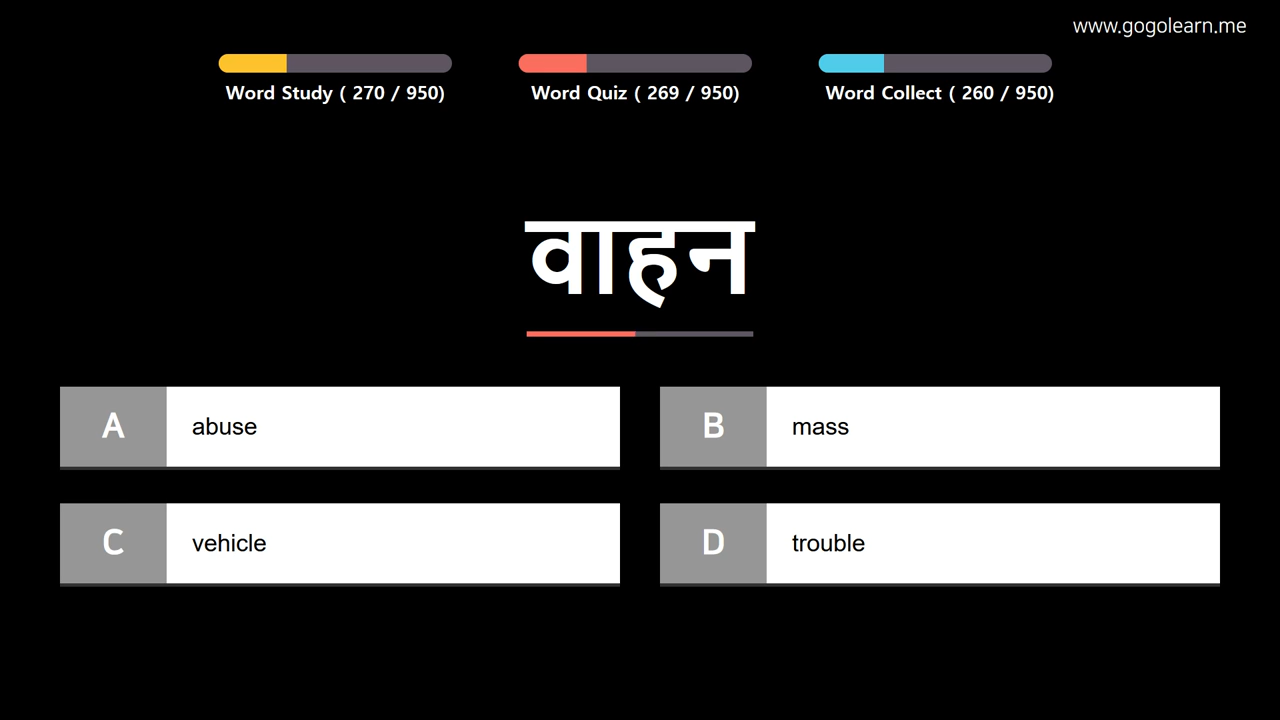 www.gogolearn.me
Word Study ( 270 / 950)
Word Quiz ( 269 / 950)
Word Collect ( 260 / 950)
वाहन
A abuse
B mass
C vehicle
D trouble